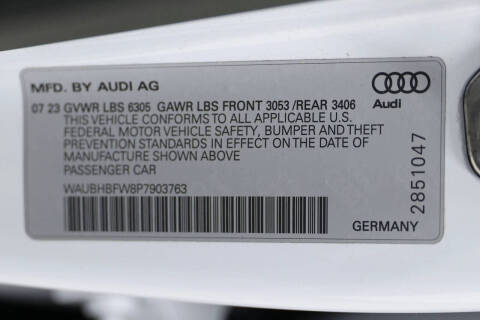 MFD. BY AUDI AG
07 23 GVWR LBS 6305 GAWR LBS FRONT 3053 /REAR 3406
THIS VEHICLE CONFORMS TO ALL APPLICABLE U.S.
FEDERAL MOTOR VEHICLE SAFETY, BUMPER AND THEFT
PREVENTION STANDARDS IN EFFECT ON THE DATE OF
MANUFACTURE SHOWN ABOVE
PASSENGER CAR
WAUBHBFW8P7903763
Audi
2851047
GERMANY